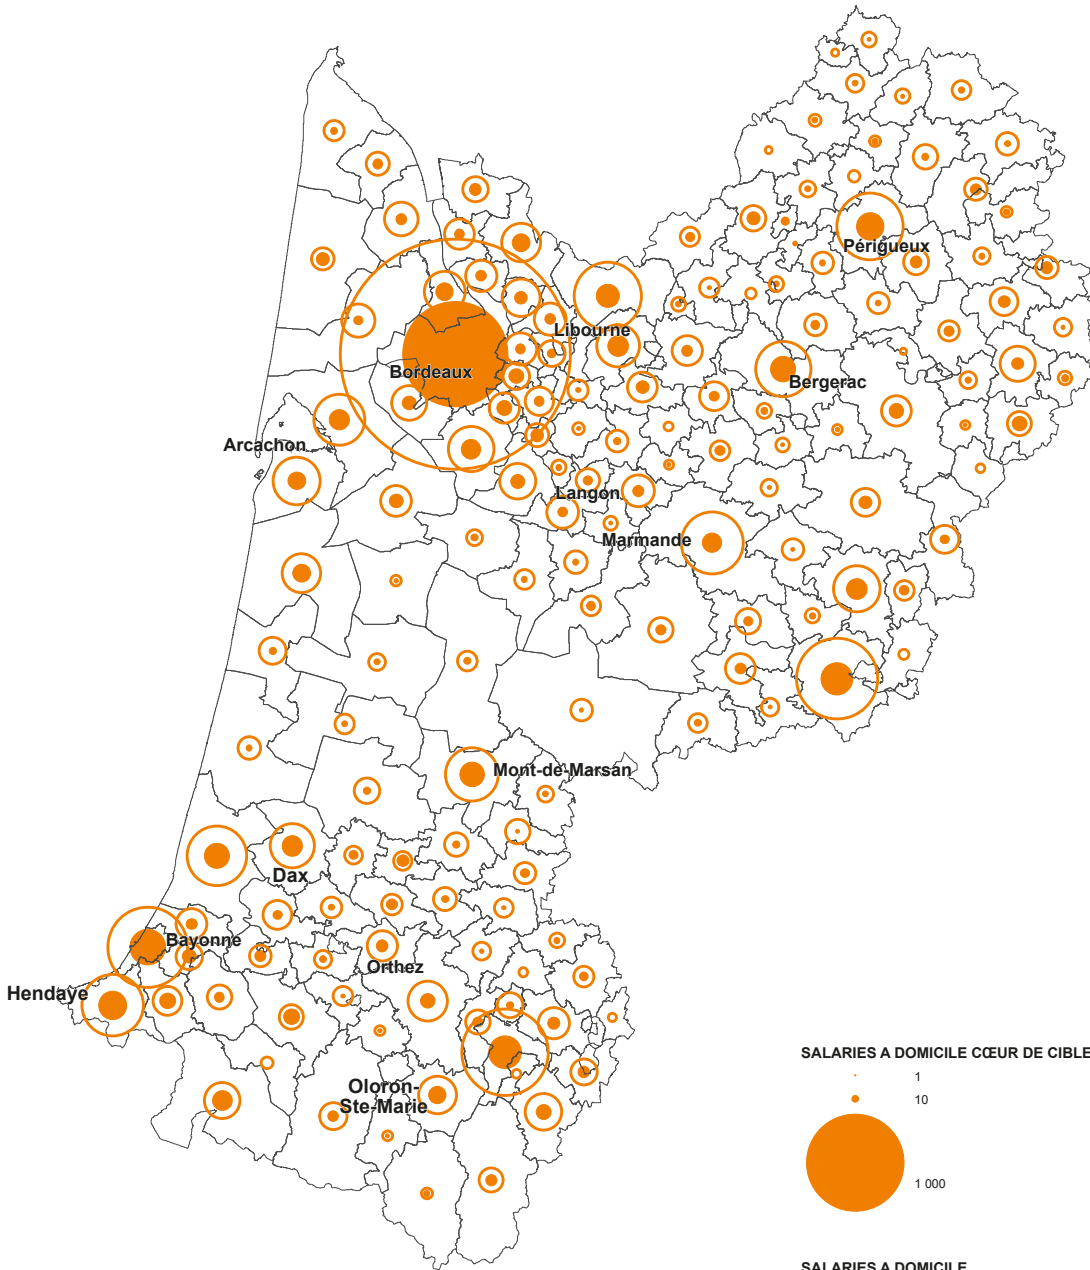 Périgueux
Libourne
Bordeaux
Bergerac
Arcachon
Langon
Marmande
Mont-de-Marsan
Dax
Bayonne
Orthez
Hendaye
Oloron-
Ste-Marie
SALARIES A DOMICILE CŒUR DE CIBLE
1
10
1 000
SALARIES A DOMICILE